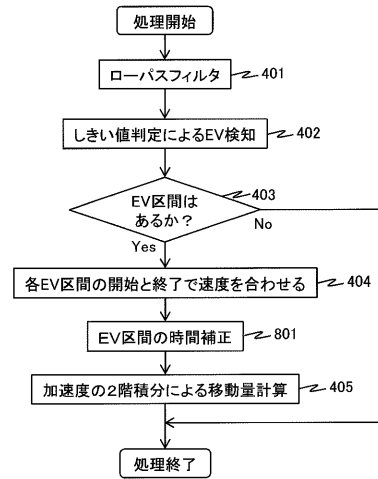 処理開始
ローパスフィルタ 401
しきい値判定によるEV検知 402
EV区間は
あるか？ 403
No
Yes
各EV区間の開始と終了で速度を合わせる 404
EV区間の時間補正 801
加速度の2階積分による移動量計算 405
処理終了